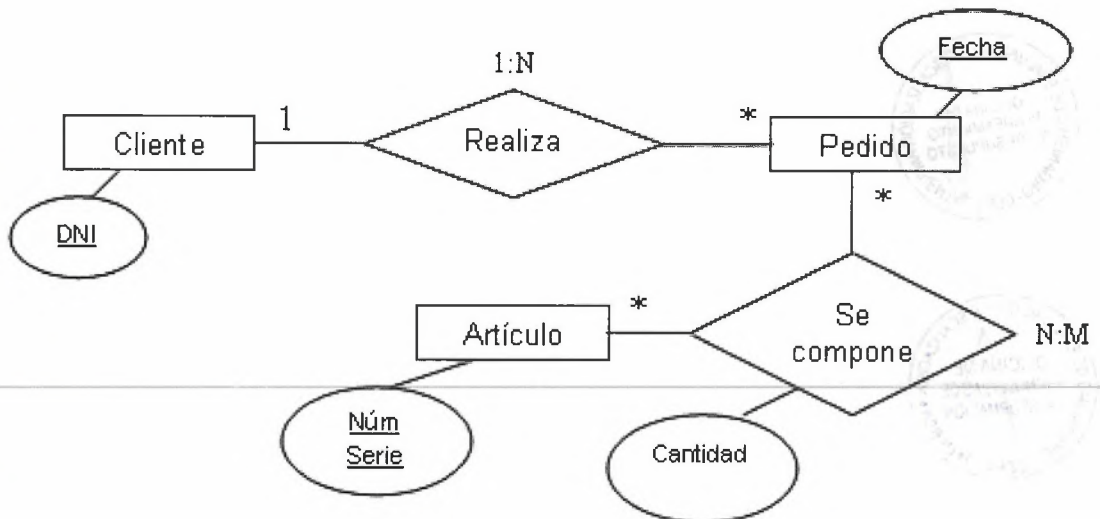 Fecha
1:N
1
Cliente
Realiza
*
Pedido
*
DNI
*
Artículo
Se
compone
N:M
Núm
Serie
Cantidad